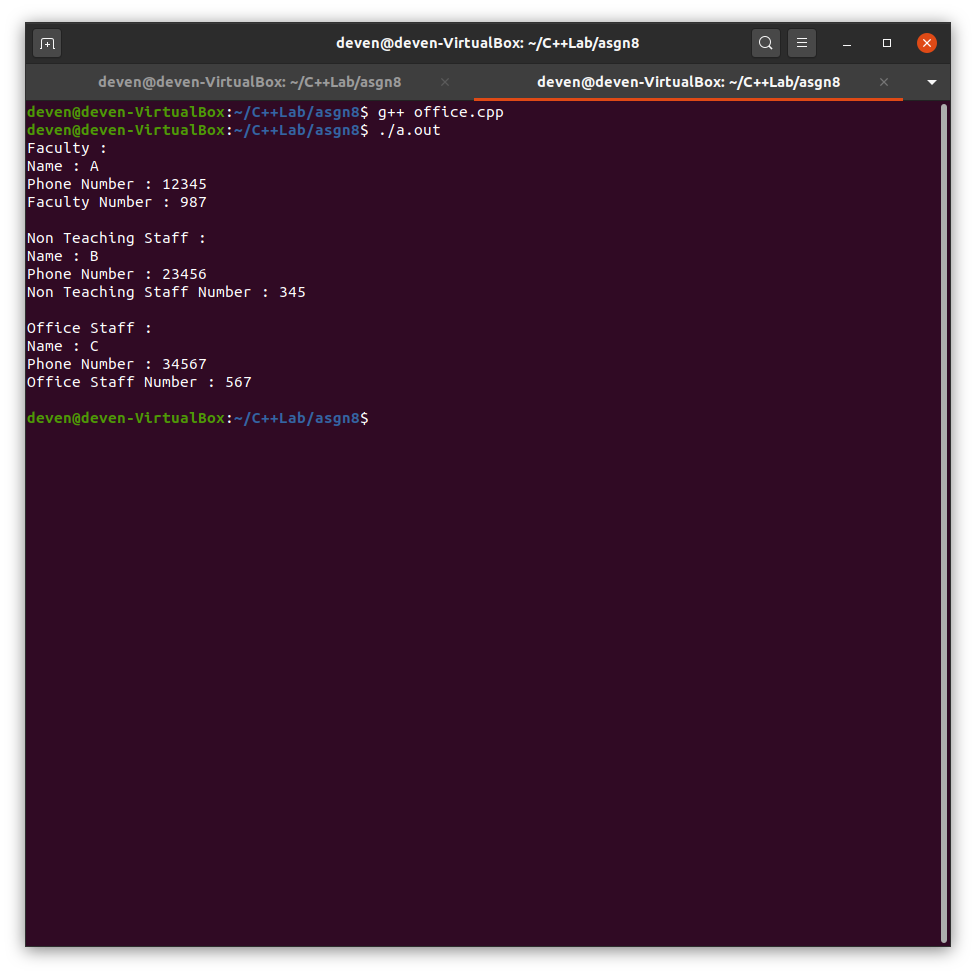 deven@deven-VirtualBox: ~/C++Lab/asgn8
deven@deven-VirtualBox: ~/C++Lab/asgn8
deven@deven-VirtualBox: ~/C++Lab/asgn8
deven@deven-VirtualBox:~/C++Lab/asgn8$ g++ office.cpp
deven@deven-VirtualBox:~/C++Lab/asgn8$ ./a.out
Faculty :
Name : A
Phone Number : 12345
Faculty Number : 987

Non Teaching Staff :
Name : B
Phone Number : 23456
Non Teaching Staff Number : 345

Office Staff :
Name : C
Phone Number : 34567
Office Staff Number : 567

deven@deven-VirtualBox:~/C++Lab/asgn8$